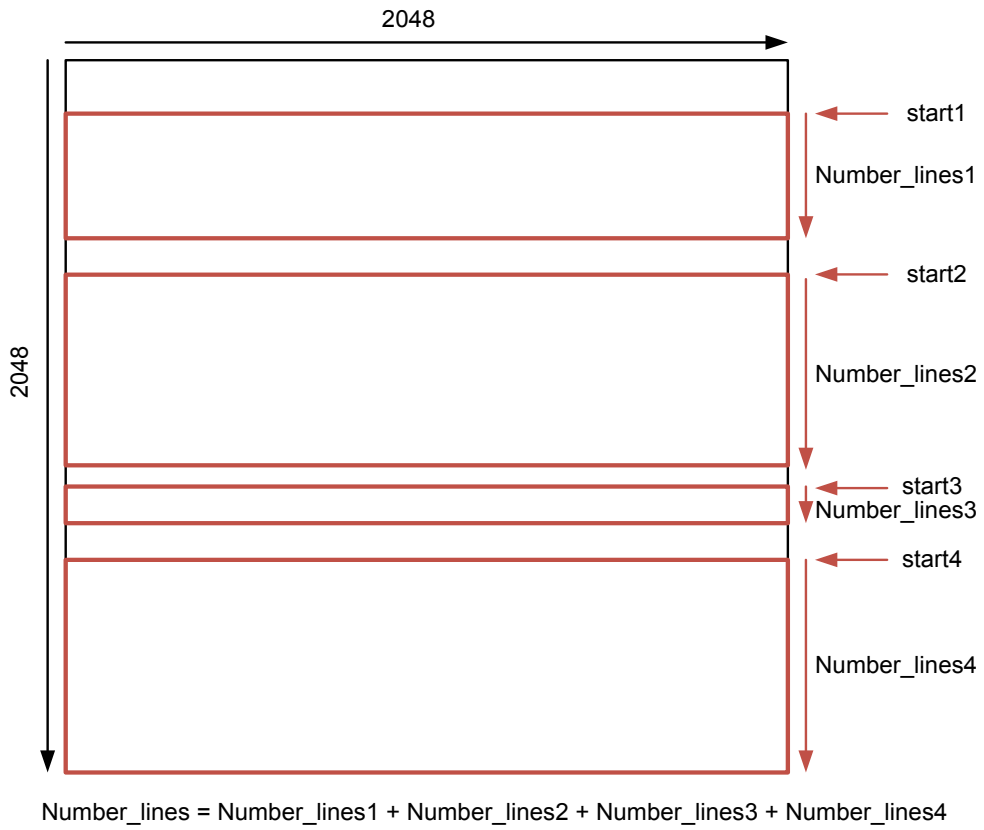 2048
start1
Number_lines1
start2
2048
Number_lines2
start3
Number_lines3
start4
Number_lines4
Number_lines = Number_lines1 + Number_lines2 + Number_lines3 + Number_lines4